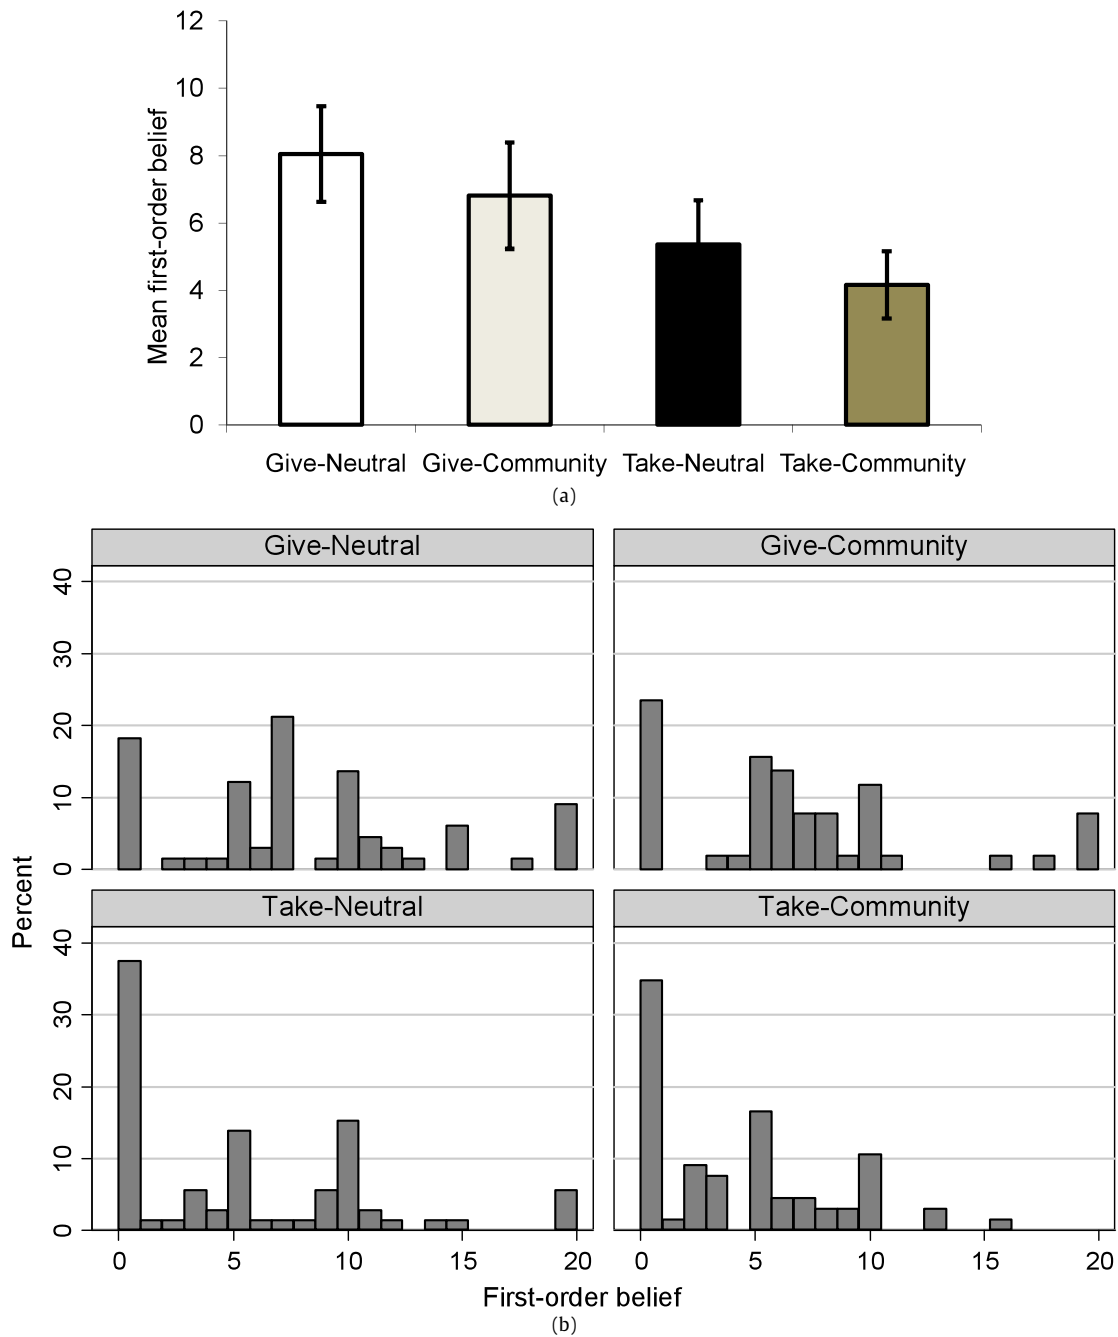 12
10
8
6
4
2
0
Mean first-order belief
Give-Neutral Give-Community Take-Neutral Take-Community
(a)
Give-Neutral Give-Community
40
30
20
10
0
Take-Neutral Take-Community
40
30
20
10
0
Percent
0 5 10 15 20 0 5 10 15 20
First-order belief
(b)